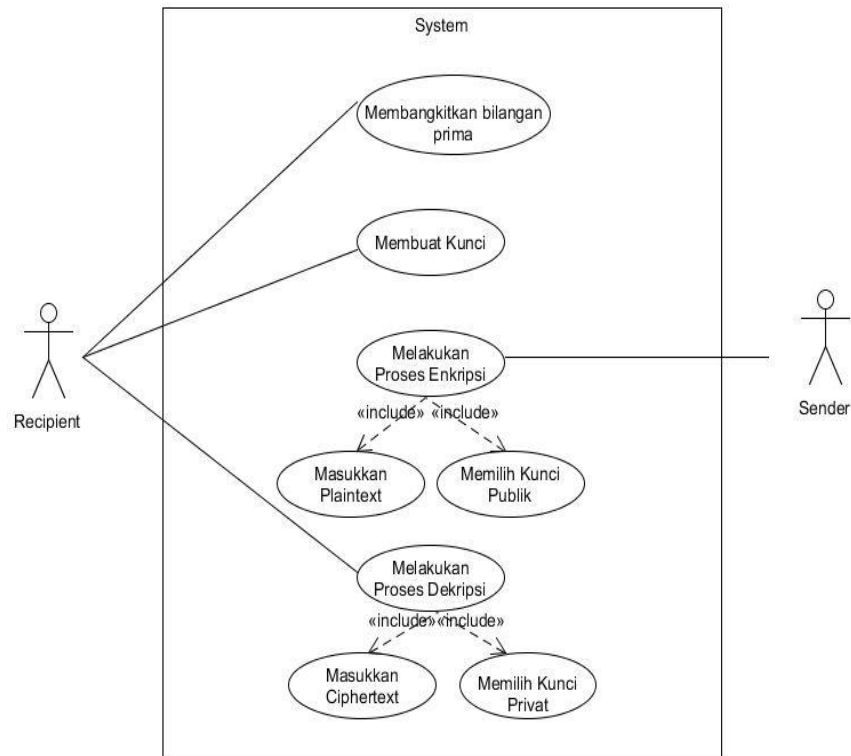 System
Membangkitkan bilangan
prima
Membuat Kunci
Melakukan
Proses Enkripsi
«include» «include»
Recipient
Sender
Masukkan
Plaintext
Memilih Kunci
Publik
Melakukan
Proses Dekripsi
«include» «include»
Masukkan
Ciphertext
Memilih Kunci
Privat